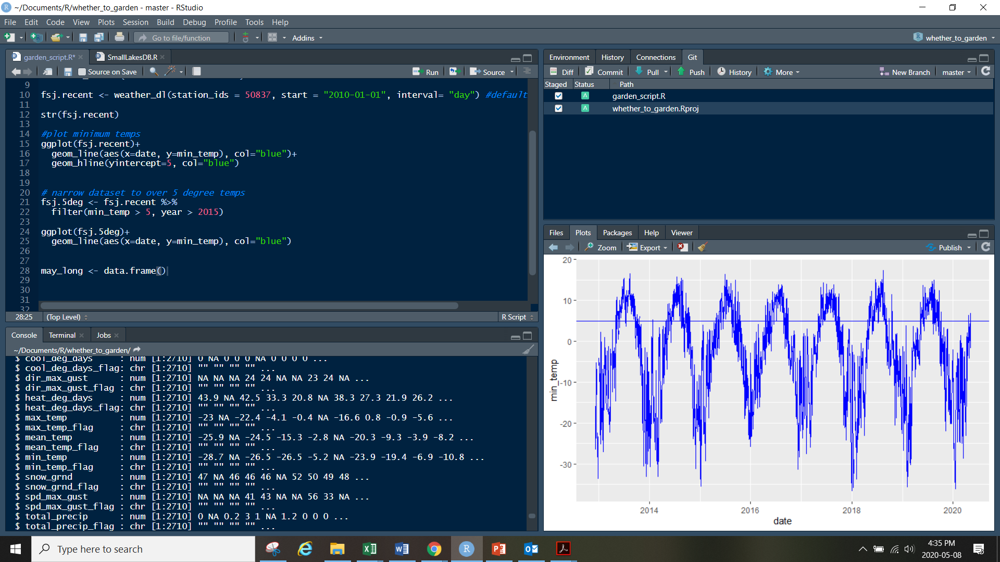 ~/Documents/R/whether_to_garden - master - RStudio
File Edit Code View Plots Session Build Debug Profile Tools Help
Go to file/function Addins whether_to_garden
garden_script.R* SmallLakesDB.R
Source on Save Run Source
9
10 fsj.recent <- weather_dl(station_ids = 50837, start = "2010-01-01", interval= "day") #default
11
12 str(fsj.recent)
13
14 #plot minimum temps
15 ggplot(fsj.recent)+
16 geom_line(aes(x=date, y=min_temp), col="blue")+
17 geom_hline(yintercept=5, col="blue")
18
19
20 # narrow dataset to over 5 degree temps
21 fsj.5deg <- fsj.recent %>%
22 filter(min_temp > 5, year > 2015)
23
24 ggplot(fsj.5deg)+
25 geom_line(aes(x=date, y=min_temp), col="blue")
26
27
28 may_long <- data.frame()
29
30
31
32
28:25 (Top Level) R Script
Console Terminal Jobs
~/Documents/R/whether_to_garden/
$ cool_deg_days : num [1:2710] 0 NA 0 0 0 NA 0 0 0 0 ...
$ cool_deg_days_flag: chr [1:2710] "" "" "" "" ...
$ dir_max_gust : num [1:2710] NA NA NA 24 24 NA NA 23 24 NA ...
$ dir_max_gust_flag : chr [1:2710] "" "" "" "" ...
$ heat_deg_days : num [1:2710] 43.9 NA 42.5 33.3 20.8 NA 38.3 27.3 21.9 26.2 ...
$ heat_deg_days_flag: chr [1:2710] "" "" "" "" ...
$ max_temp : num [1:2710] -23 NA -22.4 -4.1 -0.4 NA -16.6 0.8 -0.9 -5.6 ...
$ max_temp_flag : chr [1:2710] "" "" "" "" ...
$ mean_temp : num [1:2710] -25.9 NA -24.5 -15.3 -2.8 NA -20.3 -9.3 -3.9 -8.2 ...
$ mean_temp_flag : chr [1:2710] "" "" "" "" ...
$ min_temp : num [1:2710] -28.7 NA -26.5 -26.5 -5.2 NA -23.9 -19.4 -6.9 -10.8 ...
$ min_temp_flag : chr [1:2710] "" "" "" "" ...
$ snow_grnd : num [1:2710] 47 NA 46 46 46 NA 52 50 49 48 ...
$ snow_grnd_flag : chr [1:2710] "" "" "" "" ...
$ spd_max_gust : num [1:2710] NA NA NA 41 43 NA NA 56 33 NA ...
$ spd_max_gust_flag : chr [1:2710] "" "" "" "" ...
$ total_precip : num [1:2710] 0 NA 0.2 3 1 NA 1.2 0 0 0 ...
$ total_precip_flag : chr [1:2710] "" "" "" "" ...
Environment History Connections Git
Diff Commit Pull Push History More New Branch master
Staged Status Path
A garden_script.R
A whether_to_garden.Rproj
Files Plots Packages Help Viewer
Zoom Export Publish
20
10
0
-10
-20
-30
min_temp
2014 2016 2018 2020
date
Type here to search
4:35 PM
2020-05-08